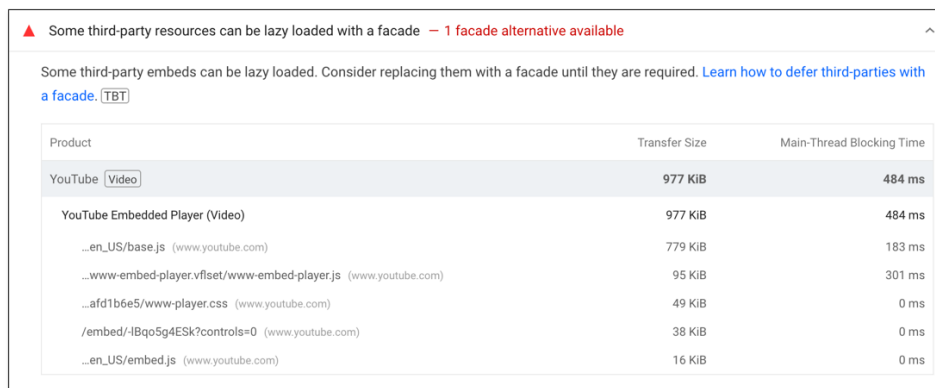 Some third-party resources can be lazy loaded with a facade — 1 facade alternative available
Some third-party embeds can be lazy loaded. Consider replacing them with a facade until they are required. Learn how to defer third-parties with
a facade. TBT
Product Transfer Size Main-Thread Blocking Time
YouTube Video 977 KiB 484 ms
YouTube Embedded Player (Video) 977 KiB 484 ms
…en_US/base.js (www.youtube.com) 779 KiB 183 ms
…www-embed-player.vflset/www-embed-player.js (www.youtube.com) 95 KiB 301 ms
…afd1b6e5/www-player.css (www.youtube.com) 49 KiB 0 ms
/embed/-lBqo5g4ESk?controls=0 (www.youtube.com) 38 KiB 0 ms
…en_US/embed.js (www.youtube.com) 16 KiB 0 ms